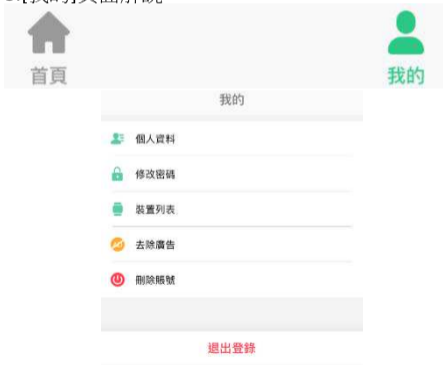 首頁
我的
我的
個人資料
修改密碼
裝置列表
去除廣告
刪除賬號
退出登錄